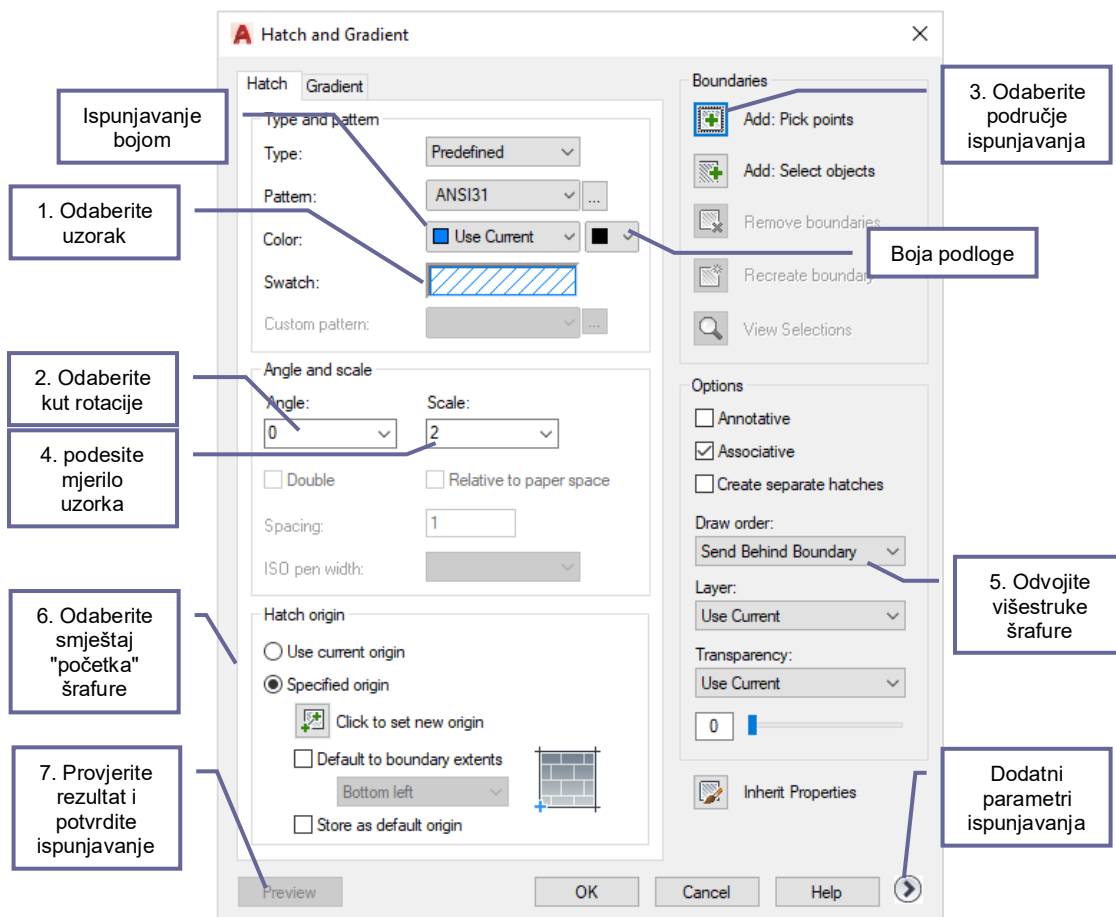 Hatch and Gradient
Hatch
Gradient
Type and pattern
Type:
Predefined
Pattern:
ANSI31
...
Color:
Use Current
Swatch:
Custom pattern:
...
Angle and scale
Angle:
Scale:
0
2
Double
Relative to paper space
Spacing:
1
ISO pen width:
Hatch origin
Use current origin
Specified origin
Click to set new origin
Default to boundary extents
Bottom left
Store as default origin
Boundaries
Add: Pick points
Add: Select objects
Remove boundaries
Recreate boundary
View Selections
Options
Annotative
Associative
Create separate hatches
Draw order:
Send Behind Boundary
Layer:
Use Current
Transparency:
Use Current
0
Inherit Properties
Preview
OK
Cancel
Help
Ispunjavanje
bojom
1. Odaberite
uzorak
2. Odaberite
kut rotacije
4. podesite
mjerilo
uzorka
6. Odaberite
smještaj
"početka"
šrafure
7. Provjerite
rezultat i
potvrdite
ispunjavanje
3. Odaberite
područje
ispunjavanja
Boja podloge
5. Odvojite
višestruke
šrafure
Dodatni
parametri
ispunjavanja